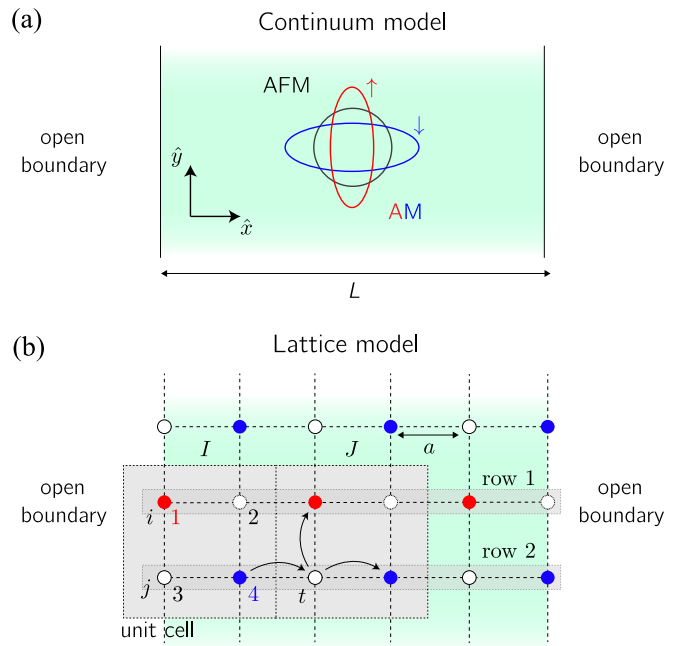 (a)
Continuum model
AFM
↑
↓
open
boundary
open
boundary
ŷ
x̂
AM
L
(b)
Lattice model
I
J
a
open
boundary
open
boundary
row 1
i
1
2
row 2
j
3
4
t
unit cell